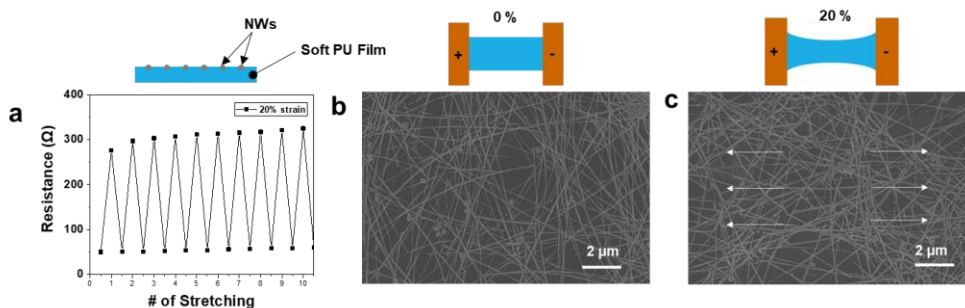 NWs
Soft PU Film
0 %
+
-
20 %
+
-
a
Resistance (Ω)
400
300
200
100
0
20% strain
0 1 2 3 4 5 6 7 8 9 10
# of Stretching
b
2 μm
c
2 μm